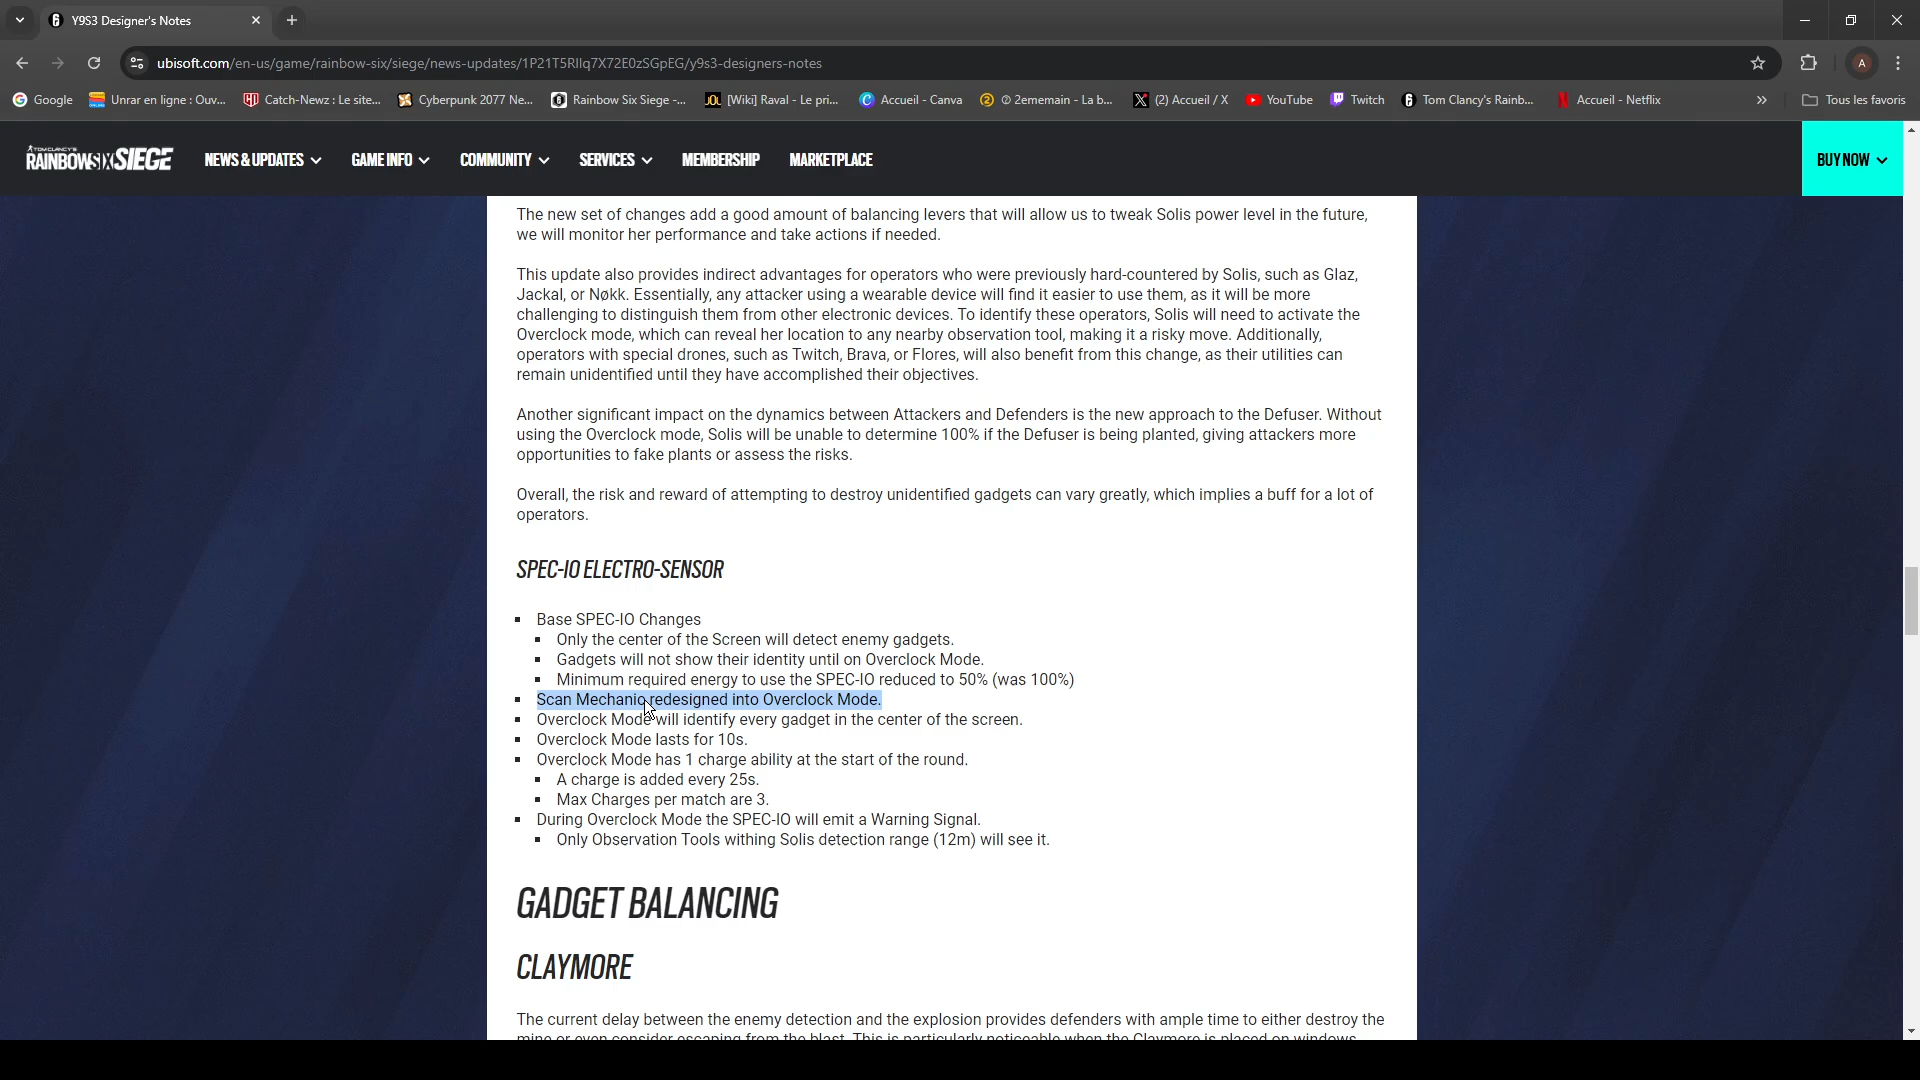 Y9S3 Designer's Notes
ubisoft.com/en-us/game/rainbow-six/siege/news-updates/1P21T5RIlq7X72E0zSGpEG/y9s3-designers-notes
A
Google
Unrar en ligne : Ouv...
Catch-Newz : Le site...
Cyberpunk 2077 Ne...
Rainbow Six Siege -...
JOL
[Wiki] Raval - Le pri...
Accueil - Canva
② 2ememain - La b...
(2) Accueil / X
YouTube
Twitch
Tom Clancy's Rainb...
Accueil - Netflix
»
Tous les favoris
TOM CLANCY'S
RAINBOWSIX SIEGE
NEWS & UPDATES
GAME INFO
COMMUNITY
SERVICES
MEMBERSHIP
MARKETPLACE
BUY NOW
The new set of changes add a good amount of balancing levers that will allow us to tweak Solis power level in the future,
we will monitor her performance and take actions if needed.
This update also provides indirect advantages for operators who were previously hard-countered by Solis, such as Glaz,
Jackal, or Nøkk. Essentially, any attacker using a wearable device will find it easier to use them, as it will be more
challenging to distinguish them from other electronic devices. To identify these operators, Solis will need to activate the
Overclock mode, which can reveal her location to any nearby observation tool, making it a risky move. Additionally,
operators with special drones, such as Twitch, Brava, or Flores, will also benefit from this change, as their utilities can
remain unidentified until they have accomplished their objectives.
Another significant impact on the dynamics between Attackers and Defenders is the new approach to the Defuser. Without
using the Overclock mode, Solis will be unable to determine 100% if the Defuser is being planted, giving attackers more
opportunities to fake plants or assess the risks.
Overall, the risk and reward of attempting to destroy unidentified gadgets can vary greatly, which implies a buff for a lot of
operators.
SPEC-IO ELECTRO-SENSOR
▪ Base SPEC-IO Changes
▪ Only the center of the Screen will detect enemy gadgets.
▪ Gadgets will not show their identity until on Overclock Mode.
▪ Minimum required energy to use the SPEC-IO reduced to 50% (was 100%)
▪ Scan Mechanic redesigned into Overclock Mode.
▪ Overclock Mode will identify every gadget in the center of the screen.
▪ Overclock Mode lasts for 10s.
▪ Overclock Mode has 1 charge ability at the start of the round.
▪ A charge is added every 25s.
▪ Max Charges per match are 3.
▪ During Overclock Mode the SPEC-IO will emit a Warning Signal.
▪ Only Observation Tools withing Solis detection range (12m) will see it.
GADGET BALANCING
CLAYMORE
The current delay between the enemy detection and the explosion provides defenders with ample time to either destroy the
mine or even consider escaping from the blast. This is particularly noticeable when the Claymore is placed on windows